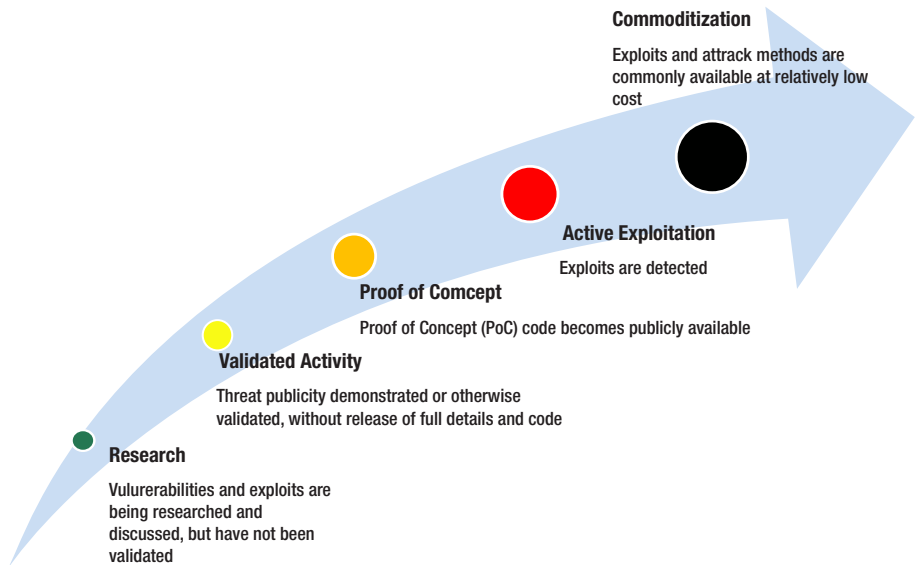 Commoditization
Exploits and attrack methods are
commonly available at relatively low
cost
Active Exploitation
Exploits are detected
Proof of Comcept
Proof of Concept (PoC) code becomes publicly available
Validated Activity
Threat publicity demonstrated or otherwise
validated, without release of full details and code
Research
Vulurerabilities and exploits are
being researched and
discussed, but have not been
validated